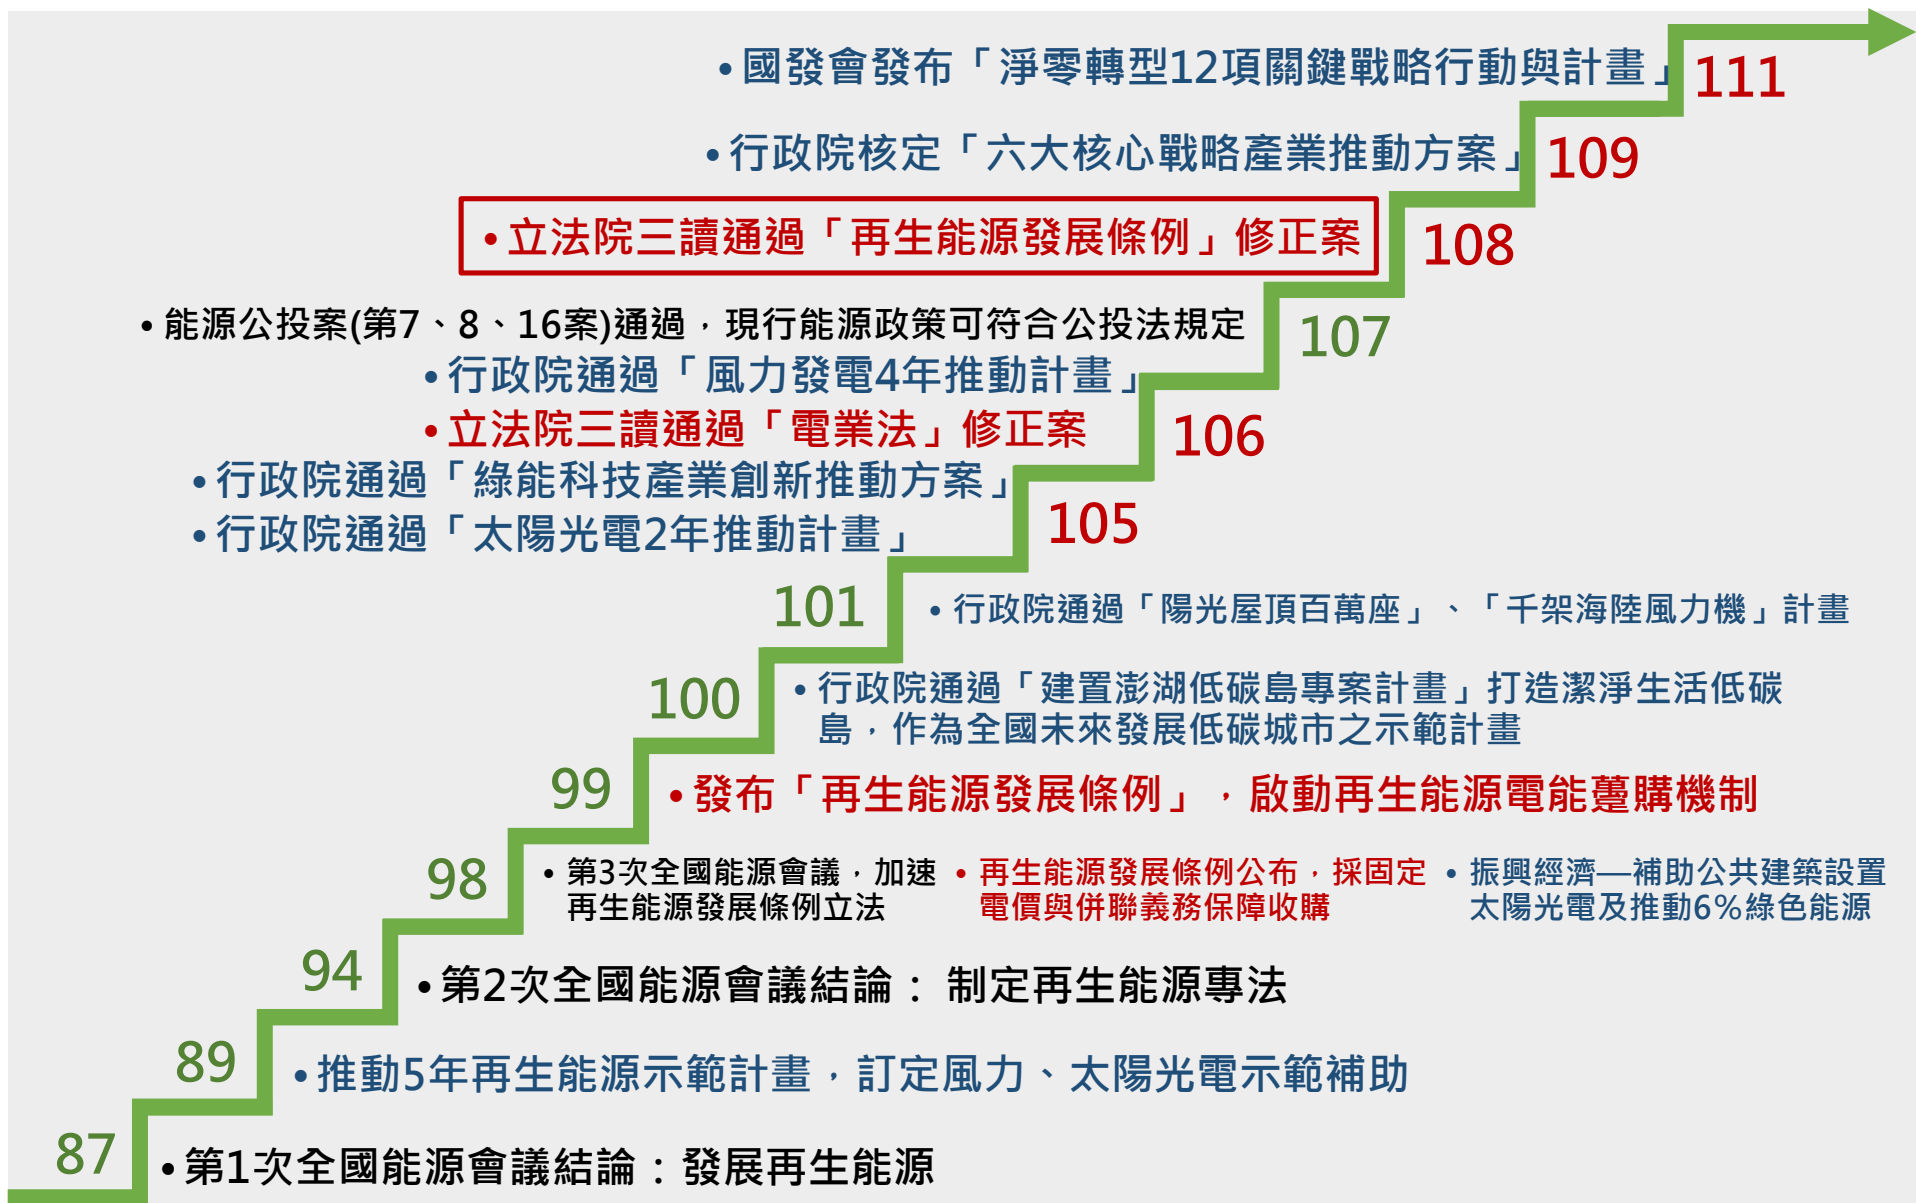 • 國發會發布「淨零轉型12項關鍵戰略行動與計畫」
111
• 行政院核定「六大核心戰略產業推動方案」
109
• 立法院三讀通過「再生能源發展條例」修正案
108
• 能源公投案(第7、8、16案)通過，現行能源政策可符合公投法規定
107
• 行政院通過「風力發電4年推動計畫」
• 立法院三讀通過「電業法」修正案
106
• 行政院通過「綠能科技產業創新推動方案」
• 行政院通過「太陽光電2年推動計畫」
105
101
• 行政院通過「陽光屋頂百萬座」、「千架海陸風力機」計畫
100
• 行政院通過「建置澎湖低碳島專案計畫」打造潔淨生活低碳
島，作為全國未來發展低碳城市之示範計畫
99
• 發布「再生能源發展條例」，啟動再生能源電能躉購機制
98
• 第3次全國能源會議，加速
再生能源發展條例立法
• 再生能源發展條例公布，採固定
電價與併聯義務保障收購
• 振興經濟—補助公共建築設置
太陽光電及推動6%綠色能源
94
• 第2次全國能源會議結論： 制定再生能源專法
89
• 推動5年再生能源示範計畫，訂定風力、太陽光電示範補助
87
• 第1次全國能源會議結論：發展再生能源